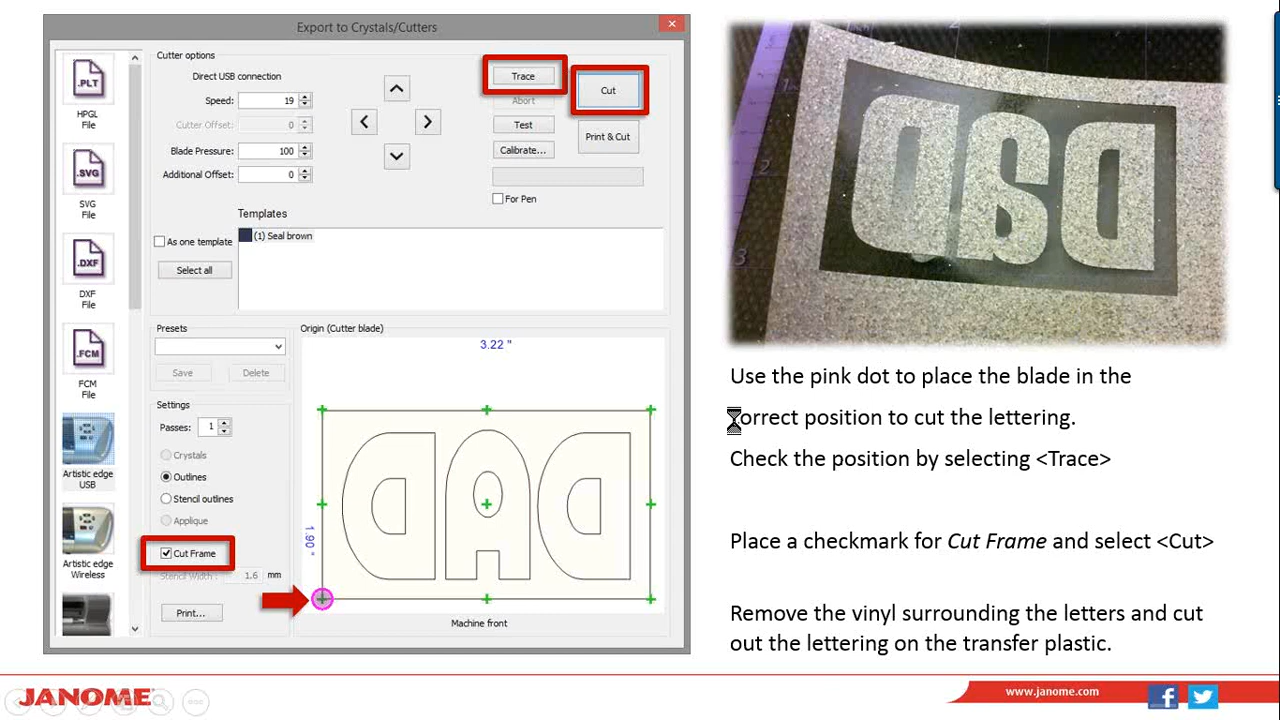 Export to Crystals/Cutters
.PLT
HPGL
File
.SVG
SVG
File
.DXF
DXF
File
.FCM
FCM
File
Artistic edge
USB
Artistic edge
Wireless
Cutter options
Direct USB connection
Speed: 19
Cutter Offset: 0
Blade Pressure: 100
Additional Offset: 0
Trace
Abort
Test
Calibrate...
Cut
Print & Cut
For Pen
Templates
As one template
Select all
(1) Seal brown
Presets
Save Delete
Settings
Passes: 1
Crystals
Outlines
Stencil outlines
Applique
Cut Frame
Stencil Width : 1.6 mm
Print...
Origin (Cutter blade)
3.22 "
1.90 "
DAD
Machine front
2
3
Use the pink dot to place the blade in the
correct position to cut the lettering.
Check the position by selecting <Trace>
Place a checkmark for Cut Frame and select <Cut>
Remove the vinyl surrounding the letters and cut
out the lettering on the transfer plastic.
JANOME
www.janome.com
f